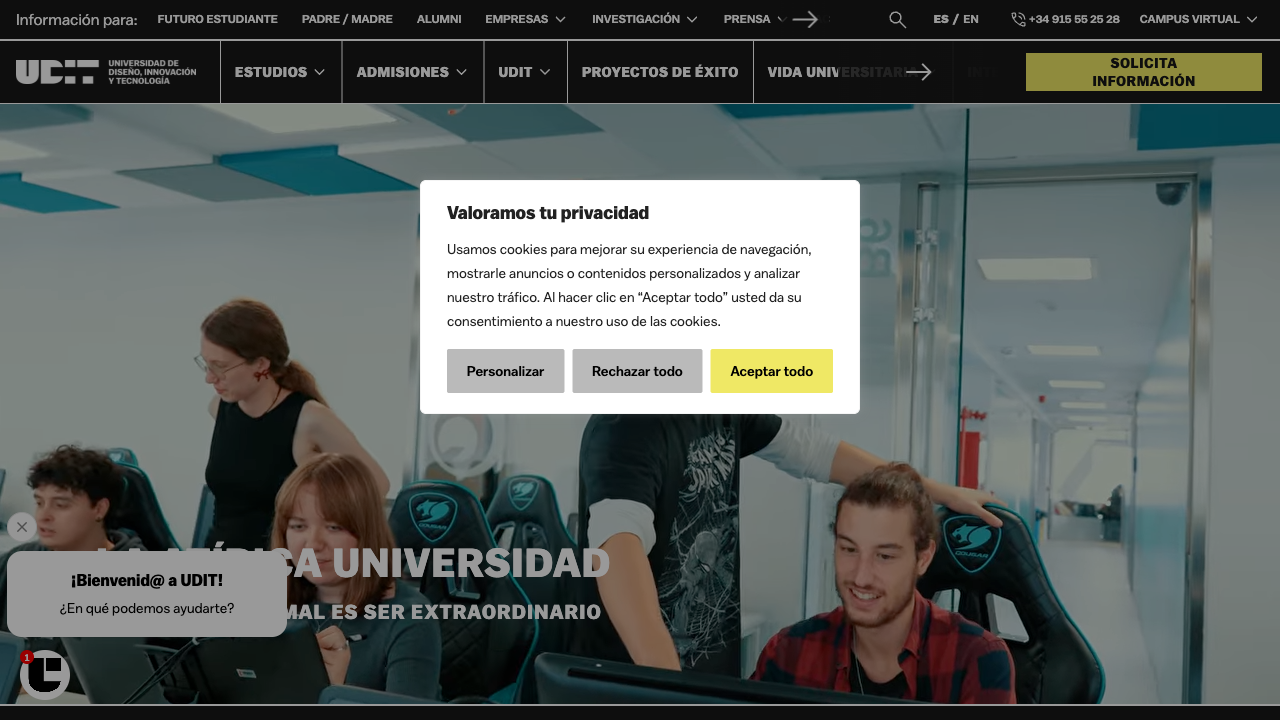 Información para:
FUTURO ESTUDIANTE
PADRE / MADRE
ALUMNI
EMPRESAS
INVESTIGACIÓN
PRENSA
ES / EN
+34 915 55 25 28
CAMPUS VIRTUAL
UDIT
UNIVERSIDAD DE
DISEÑO, INNOVACIÓN
Y TECNOLOGÍA
ESTUDIOS
ADMISIONES
UDIT
PROYECTOS DE ÉXITO
VIDA UNIVERSITARIA
SOLICITA
INFORMACIÓN
Valoramos tu privacidad
Usamos cookies para mejorar su experiencia de navegación,
mostrarle anuncios o contenidos personalizados y analizar
nuestro tráfico. Al hacer clic en “Aceptar todo” usted da su
consentimiento a nuestro uso de las cookies.
Personalizar
Rechazar todo
Aceptar todo
COUGAR
COUGAR
COUGAR
UNIVERSIDAD
ES SER EXTRAORDINARIO
¡Bienvenid@ a UDIT!
¿En qué podemos ayudarte?
1